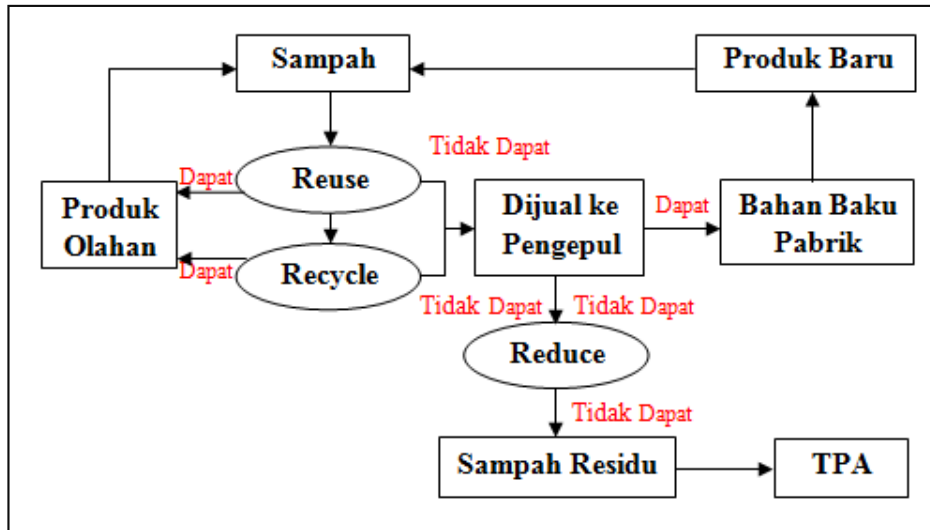 Sampah
Produk Baru
Tidak Dapat
Dapat
Reuse
Produk
Olahan
Dijual ke
Pengepul
Dapat
Bahan Baku
Pabrik
Dapat
Recycle
Tidak Dapat
Tidak Dapat
Reduce
Tidak Dapat
Sampah Residu
TPA